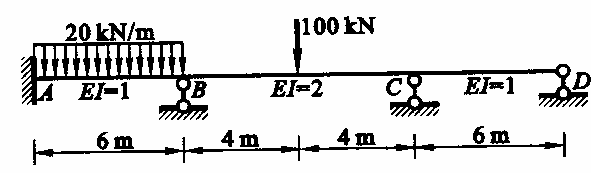 20 kN/m
100 kN
A EI=1 B EI=2 C EI=1 D
6 m 4 m 4 m 6 m